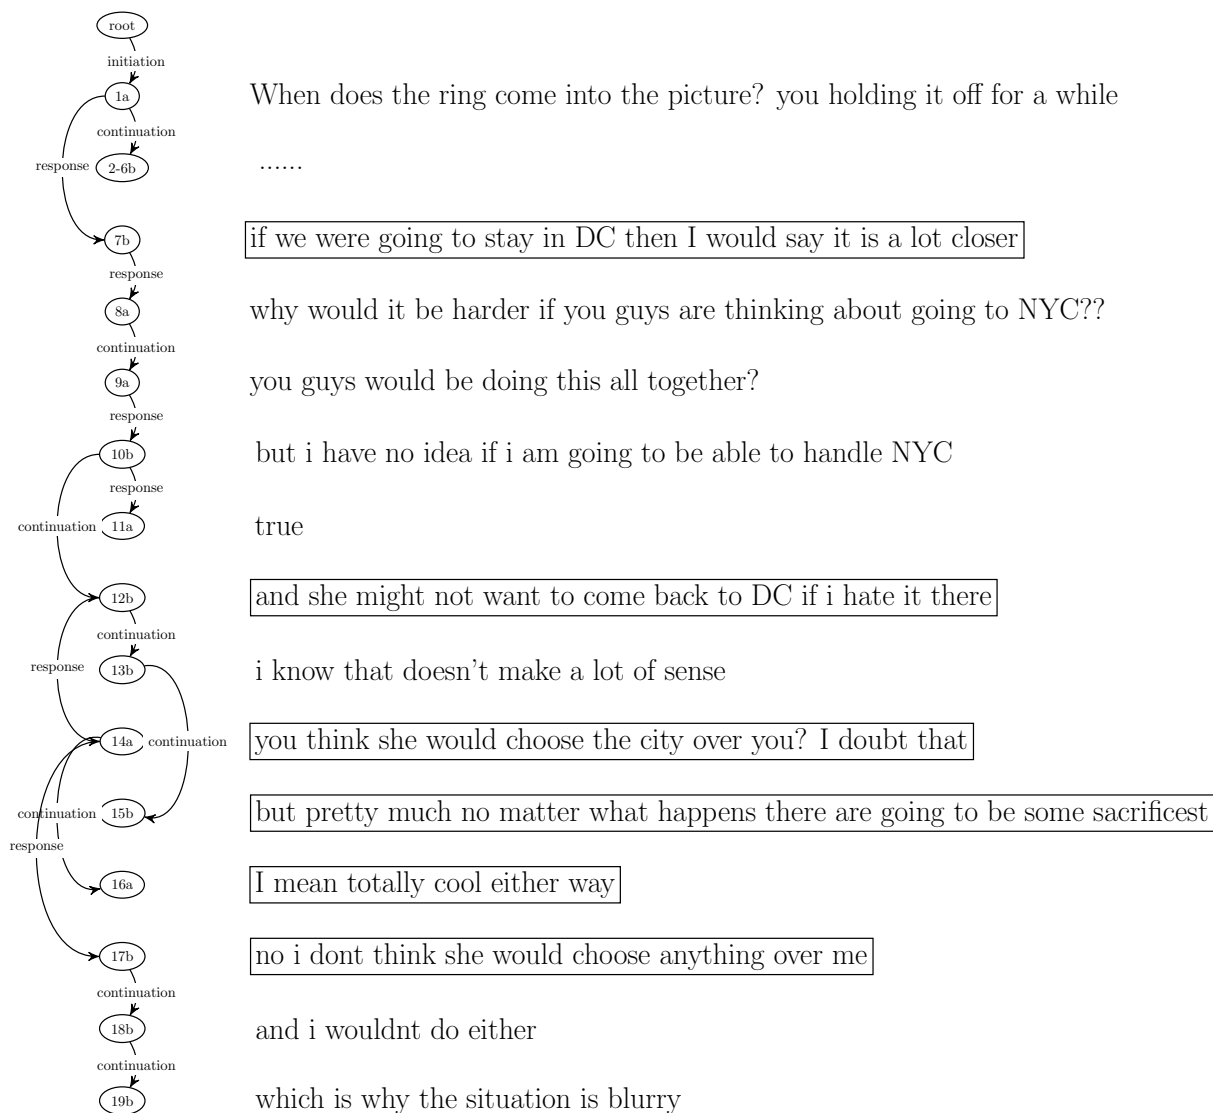 root
initiation
1a When does the ring come into the picture? you holding it off for a while
continuation
response 2-6b ......
7b if we were going to stay in DC then I would say it is a lot closer
response
8a why would it be harder if you guys are thinking about going to NYC??
continuation
9a you guys would be doing this all together?
response
10b but i have no idea if i am going to be able to handle NYC
response
continuation 11a true
12b and she might not want to come back to DC if i hate it there
continuation
response 13b i know that doesn't make a lot of sense
14a continuation you think she would choose the city over you? I doubt that
continuation 15b but pretty much no matter what happens there are going to be some sacrificest
response
16a I mean totally cool either way
17b no i dont think she would choose anything over me
continuation
18b and i wouldnt do either
continuation
19b which is why the situation is blurry